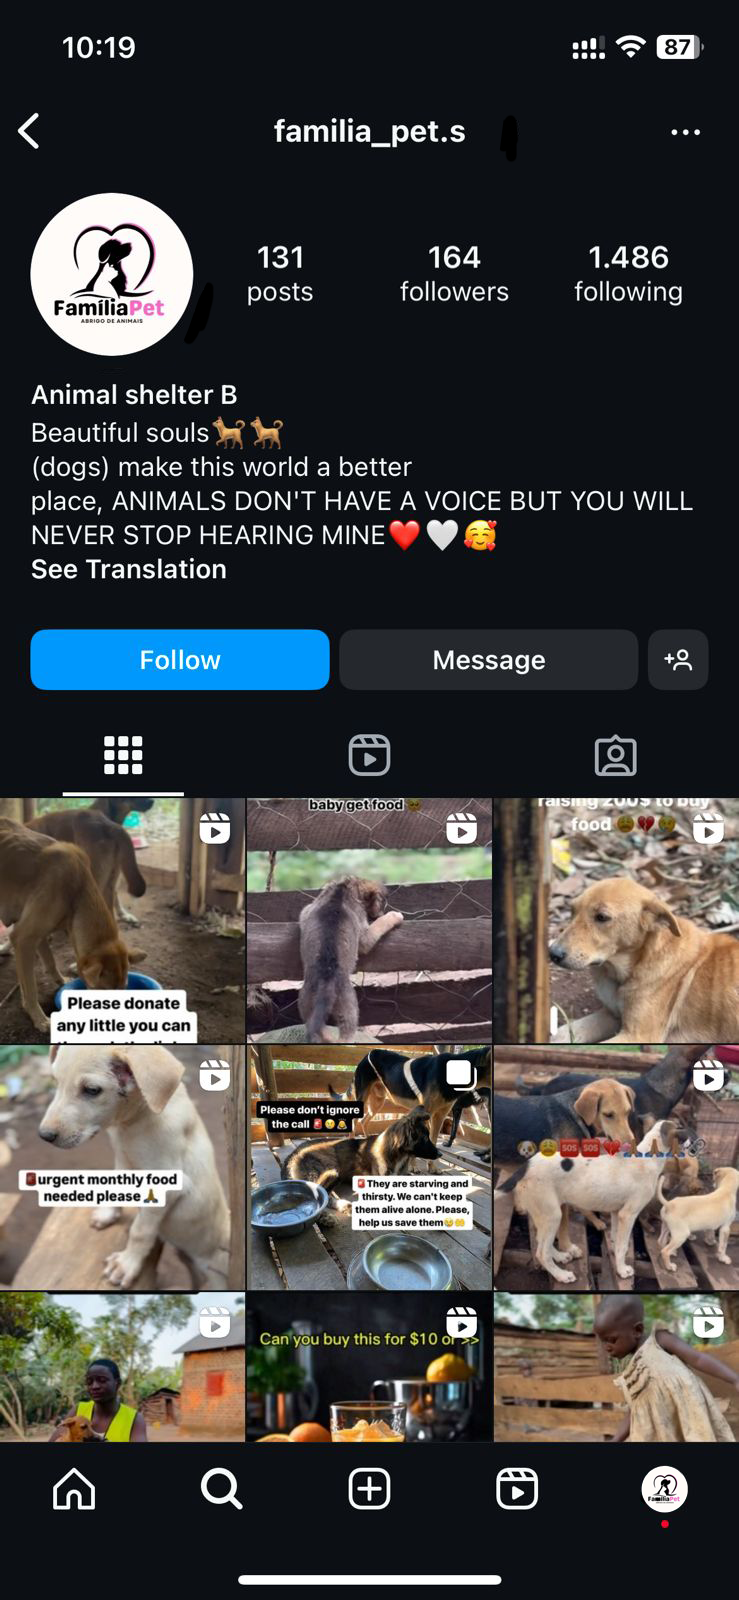 10:19
87
familia_pet.s
FamíliaPet
ABRIGO DE ANIMAIS
131
posts
164
followers
1.486
following
Animal shelter B
Beautiful souls🐕🐕
(dogs) make this world a better
place, ANIMALS DON'T HAVE A VOICE BUT YOU WILL
NEVER STOP HEARING MINE❤️🤍🥰
See Translation
Follow
Message
Please donate
any little you can
baby get food
raising 200$ to buy
food
urgent monthly food
needed please🙏
Please don't ignore
the call
They are starving and
thirsty. We can't keep
them alive alone. Please,
help us save them
SOS SOS
Can you buy this for $10 or >>
FamíliaPet